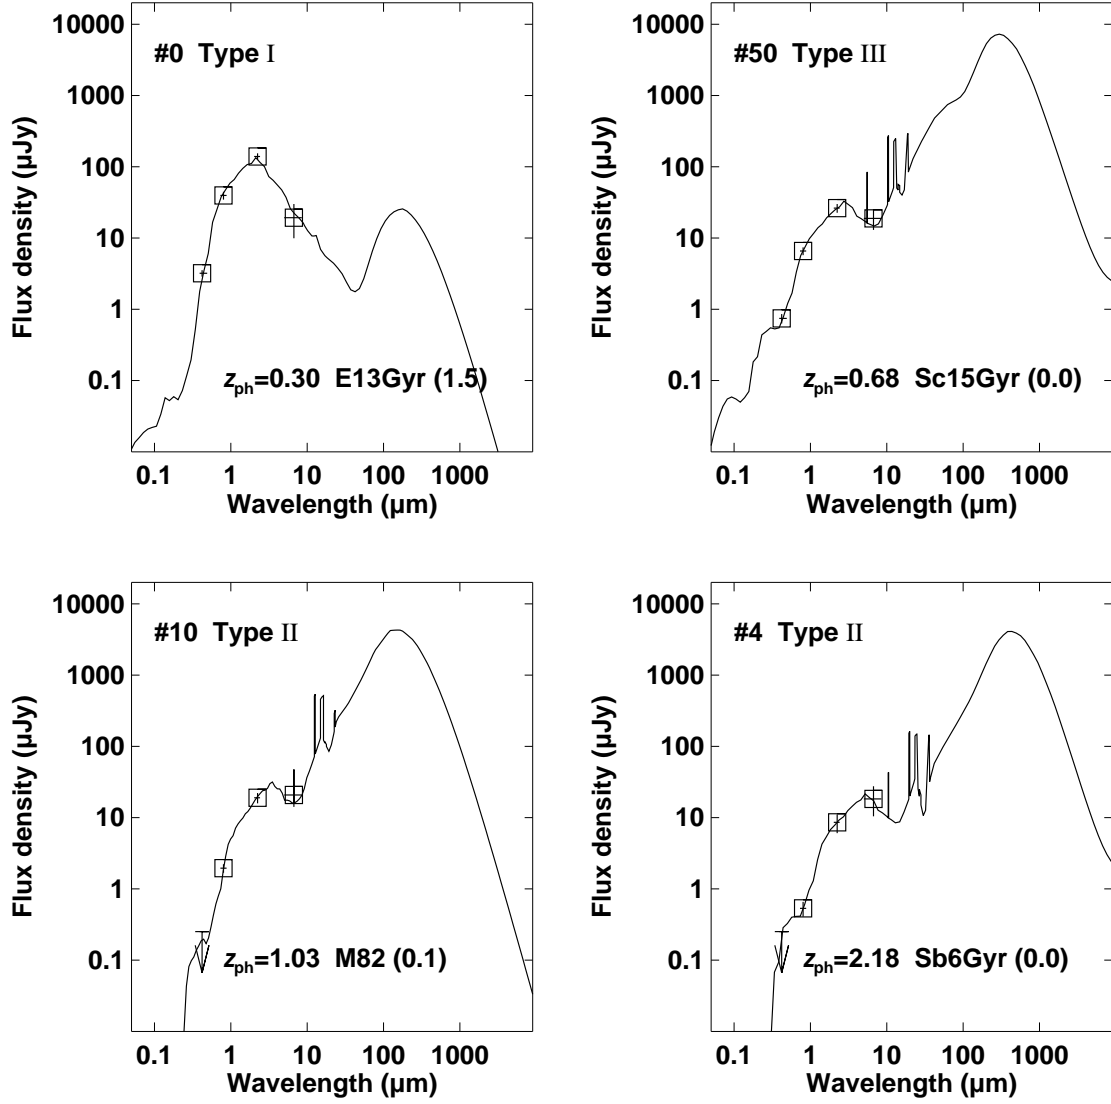 #0 Type I
Flux density (µJy)
10000
1000
100
10
1
0.1
z_ph=0.30 E13Gyr (1.5)
0.1 1 10 100 1000
Wavelength (µm)
#50 Type III
Flux density (µJy)
10000
1000
100
10
1
0.1
z_ph=0.68 Sc15Gyr (0.0)
0.1 1 10 100 1000
Wavelength (µm)
#10 Type II
Flux density (µJy)
10000
1000
100
10
1
0.1
z_ph=1.03 M82 (0.1)
0.1 1 10 100 1000
Wavelength (µm)
#4 Type II
Flux density (µJy)
10000
1000
100
10
1
0.1
z_ph=2.18 Sb6Gyr (0.0)
0.1 1 10 100 1000
Wavelength (µm)